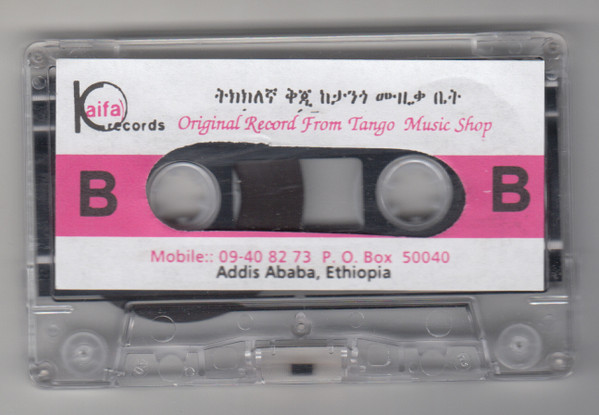 Kaifa records
ትክክለኛ ቅጂ ከታንጎ ሙዚቃ ቤት
Original Record From Tango Music Shop
B
B
Mobile:: 09-40 82 73 P. O. Box 50040
Addis Ababa, Ethiopia